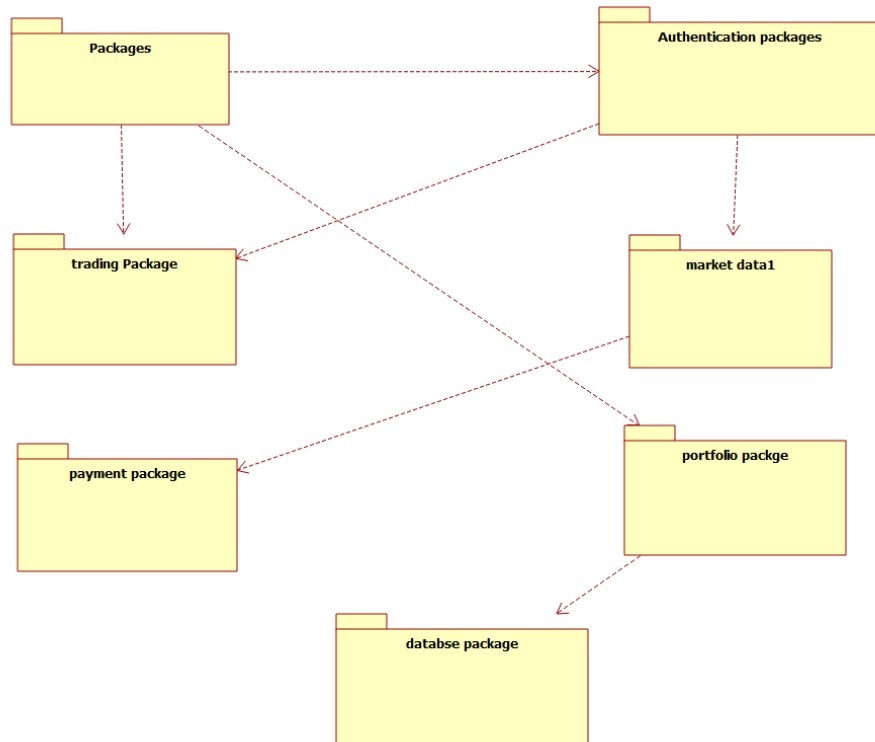 Packages
Authentication packages
trading Package
market data1
payment package
portfolio packge
databse package